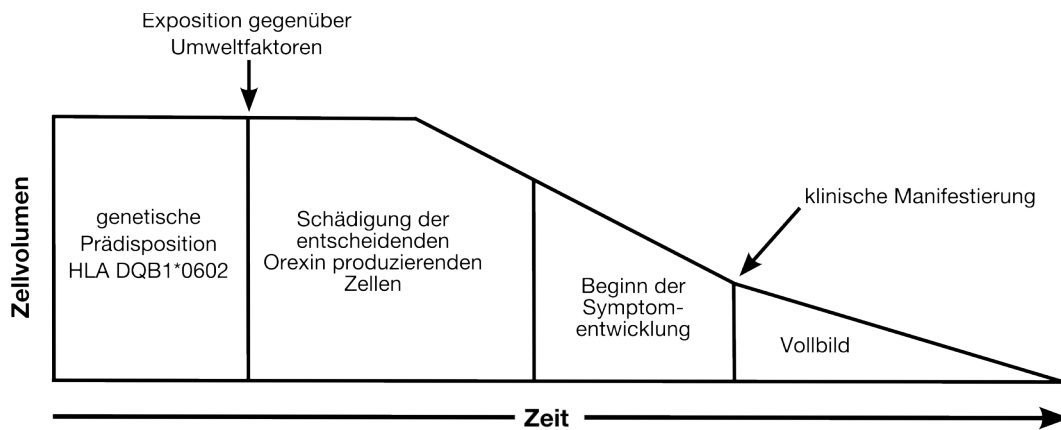 Exposition gegenüber
Umweltfaktoren
klinische Manifestierung
genetische
Prädisposition
HLA DQB1*0602
Schädigung der
entscheidenden
Orexin produzierenden
Zellen
Beginn der
Symptom-
entwicklung
Vollbild
Zellvolumen
Zeit